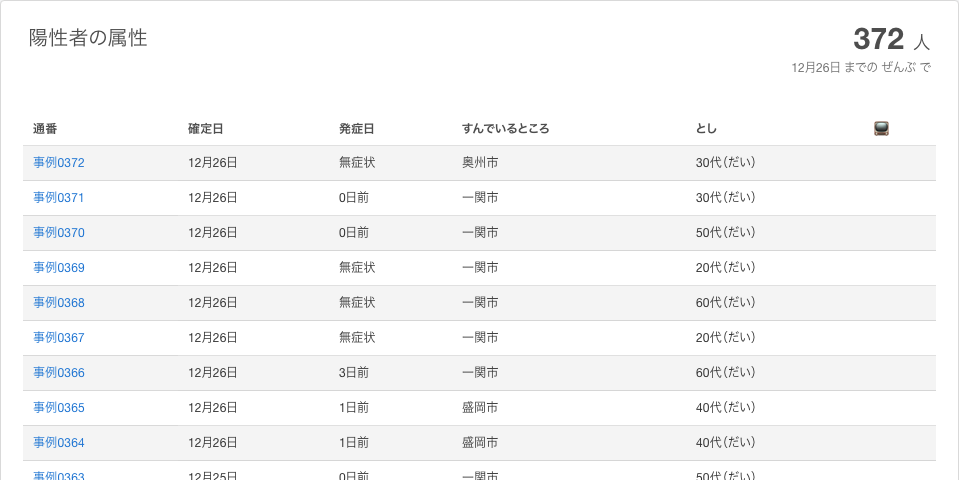 陽性者の属性
372 人
12月26日 までの ぜんぶ で
通番 確定日 発症日 すんでいるところ とし
事例0372 12月26日 無症状 奥州市 30代(だい)
事例0371 12月26日 0日前 一関市 30代(だい)
事例0370 12月26日 0日前 一関市 50代(だい)
事例0369 12月26日 無症状 一関市 20代(だい)
事例0368 12月26日 無症状 一関市 60代(だい)
事例0367 12月26日 無症状 一関市 20代(だい)
事例0366 12月26日 3日前 一関市 60代(だい)
事例0365 12月26日 1日前 盛岡市 40代(だい)
事例0364 12月26日 1日前 盛岡市 40代(だい)
事例0363 12月25日 0日前 一関市 50代(だい)